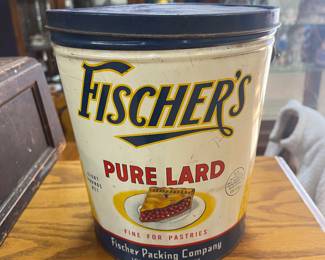 FISCHER'S
PURE LARD
FINE FOR PASTRIES
Fischer Packing Company